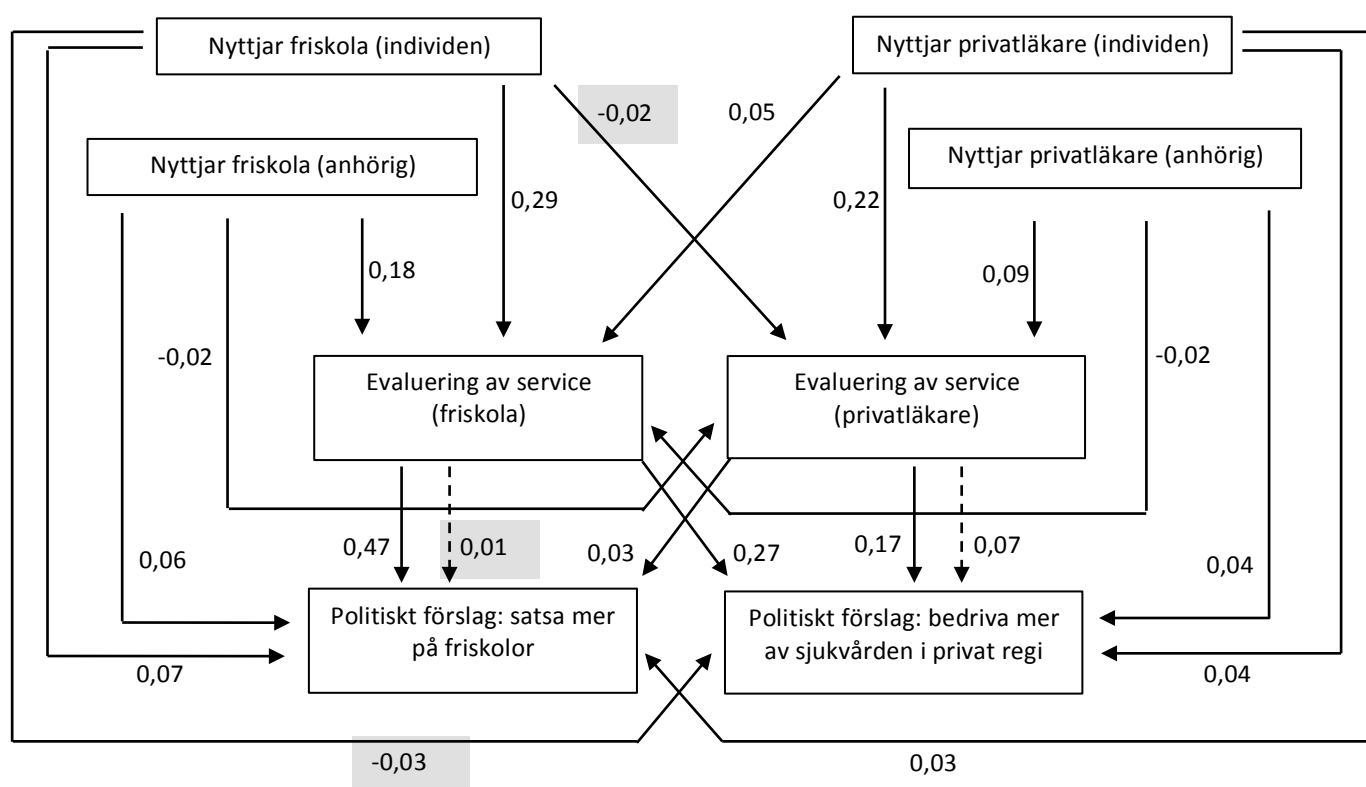 Nyttjar friskola (individen)
Nyttjar privatläkare (individen)
-0,02
0,05
Nyttjar friskola (anhörig)
Nyttjar privatläkare (anhörig)
0,29
0,22
0,18
0,09
-0,02
-0,02
Evaluering av service
(friskola)
Evaluering av service
(privatläkare)
0,06
0,47
0,01
0,03
0,27
0,17
0,07
0,04
Politiskt förslag: satsa mer
på friskolor
Politiskt förslag: bedriva mer
av sjukvården i privat regi
0,07
0,04
-0,03
0,03